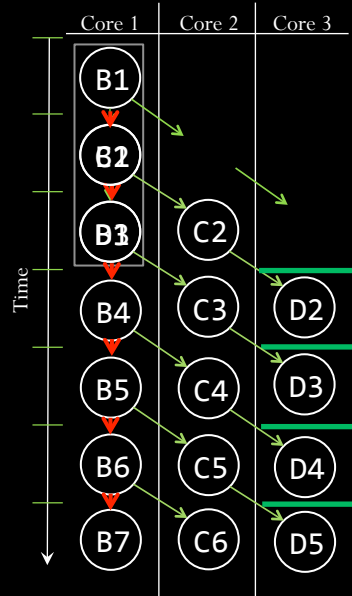 Core 1 Core 2 Core 3
B1
C2
C3 D2
B4
Time
C4 D3
B5
C5 D4
B6
B7 C6 D5